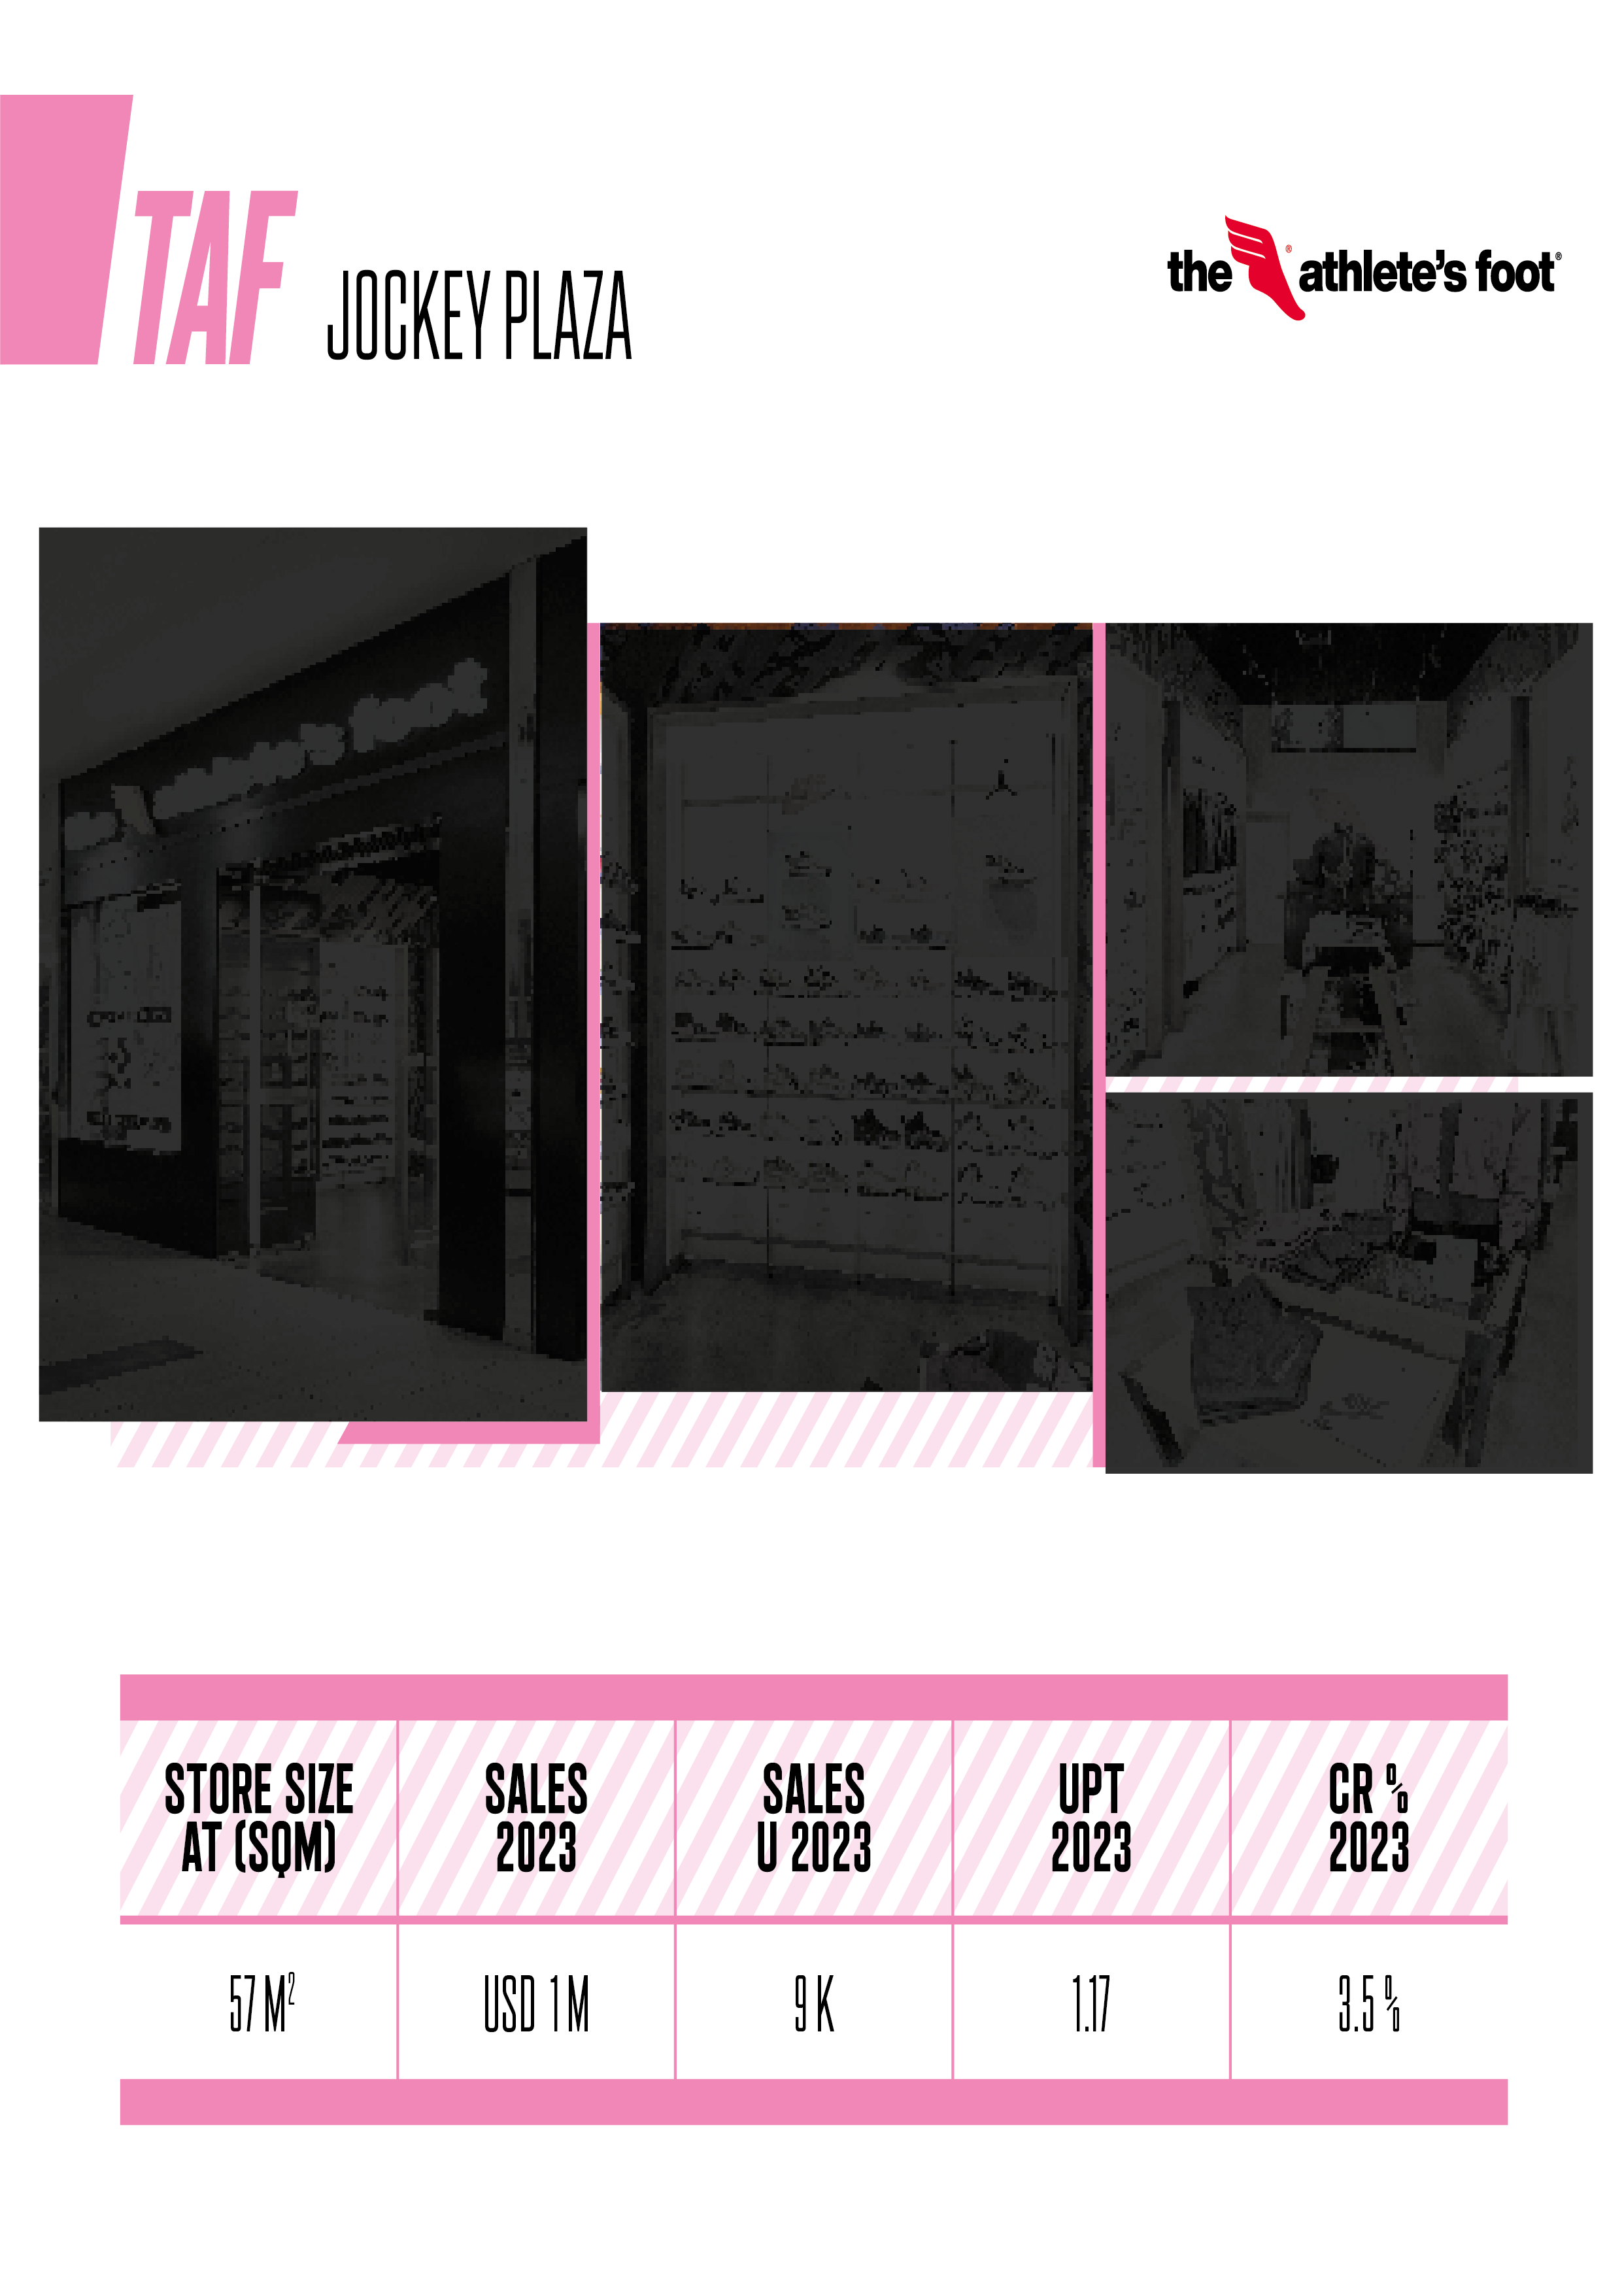 TAF
JOCKEY PLAZA
the athlete's foot®
STORE SIZE
AT (SQM)
SALES
2023
SALES
U 2023
UPT
2023
CR %
2023
57 M²
USD 1 M
9 K
1.17
3.5 %